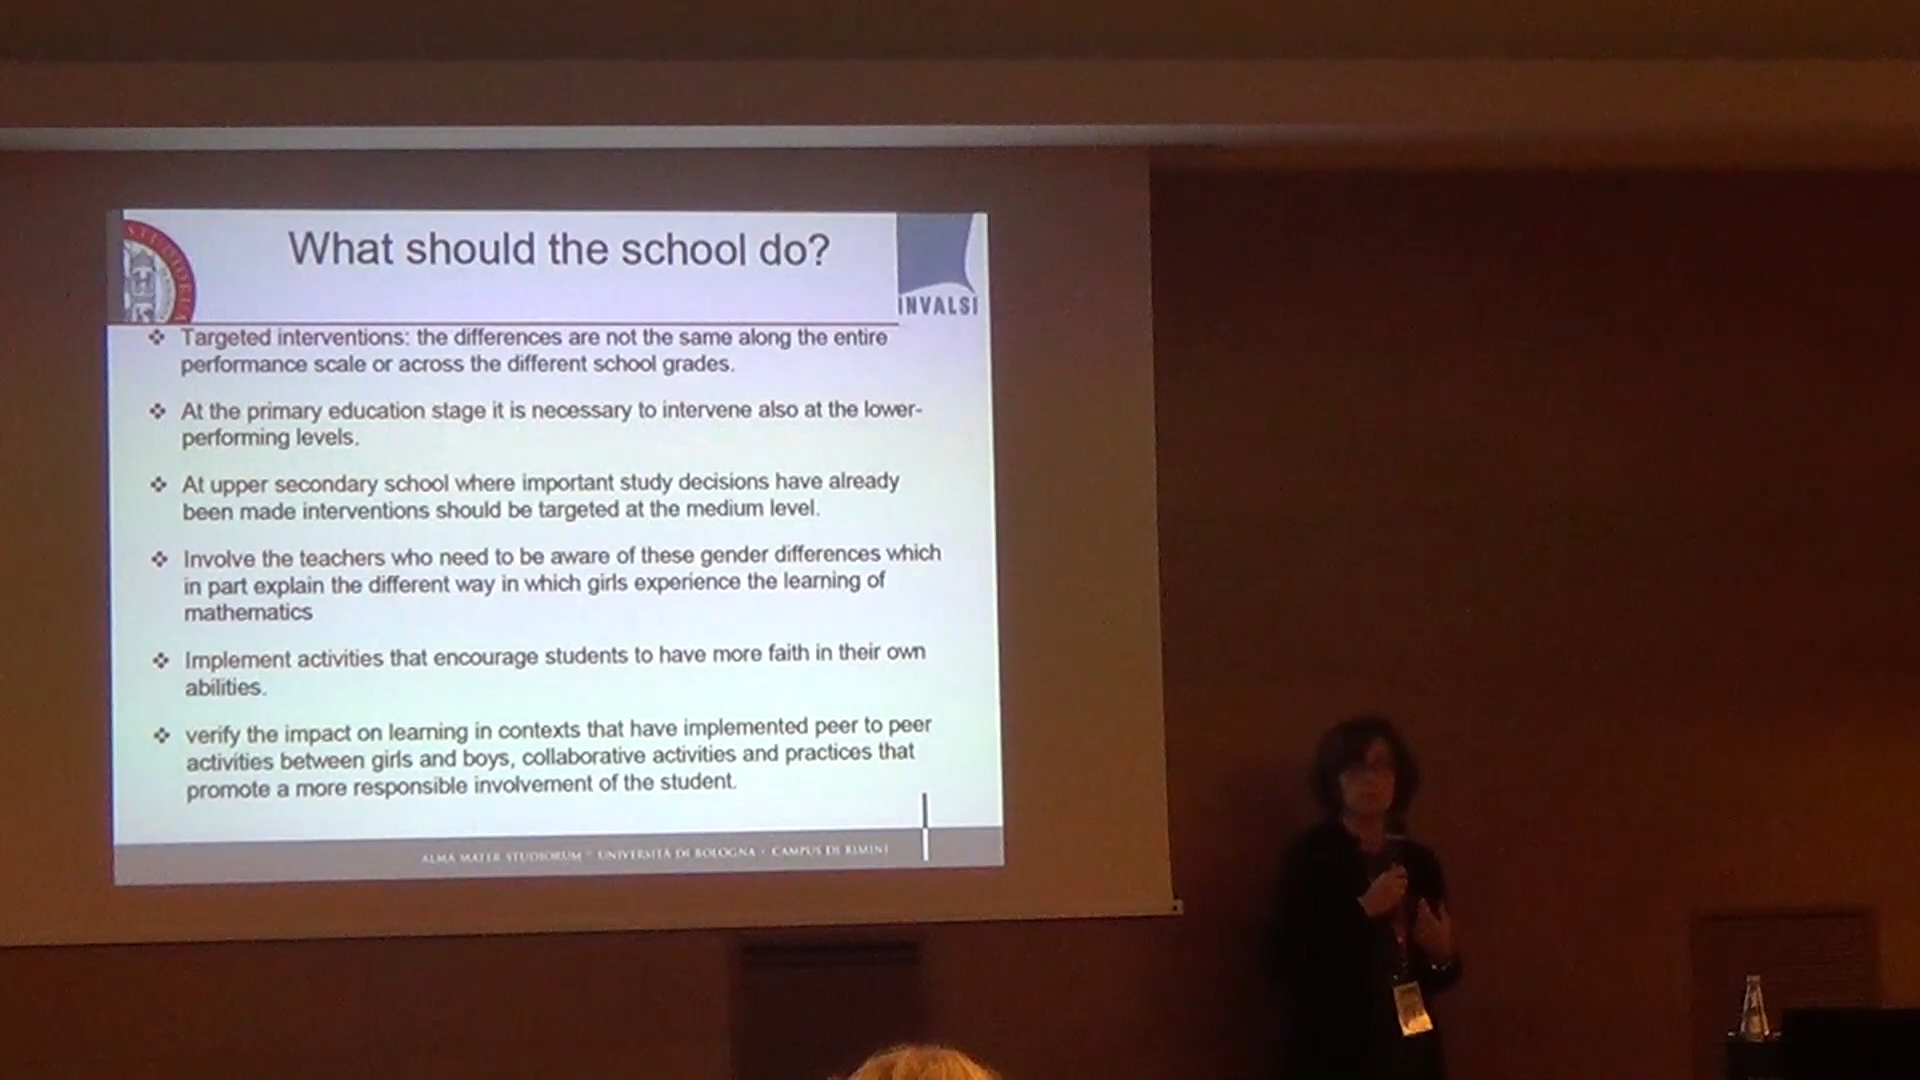 What should the school do?
INVALSI
❖ Targeted interventions: the differences are not the same along the entire
performance scale or across the different school grades.
❖ At the primary education stage it is necessary to intervene also at the lower-
performing levels.
❖ At upper secondary school where important study decisions have already
been made interventions should be targeted at the medium level.
❖ Involve the teachers who need to be aware of these gender differences which
in part explain the different way in which girls experience the learning of
mathematics
❖ Implement activities that encourage students to have more faith in their own
abilities.
❖ verify the impact on learning in contexts that have implemented peer to peer
activities between girls and boys, collaborative activities and practices that
promote a more responsible involvement of the student.
ALMA MATER STUDIORUM ~ UNIVERSITÀ DI BOLOGNA · CAMPUS DI RIMINI